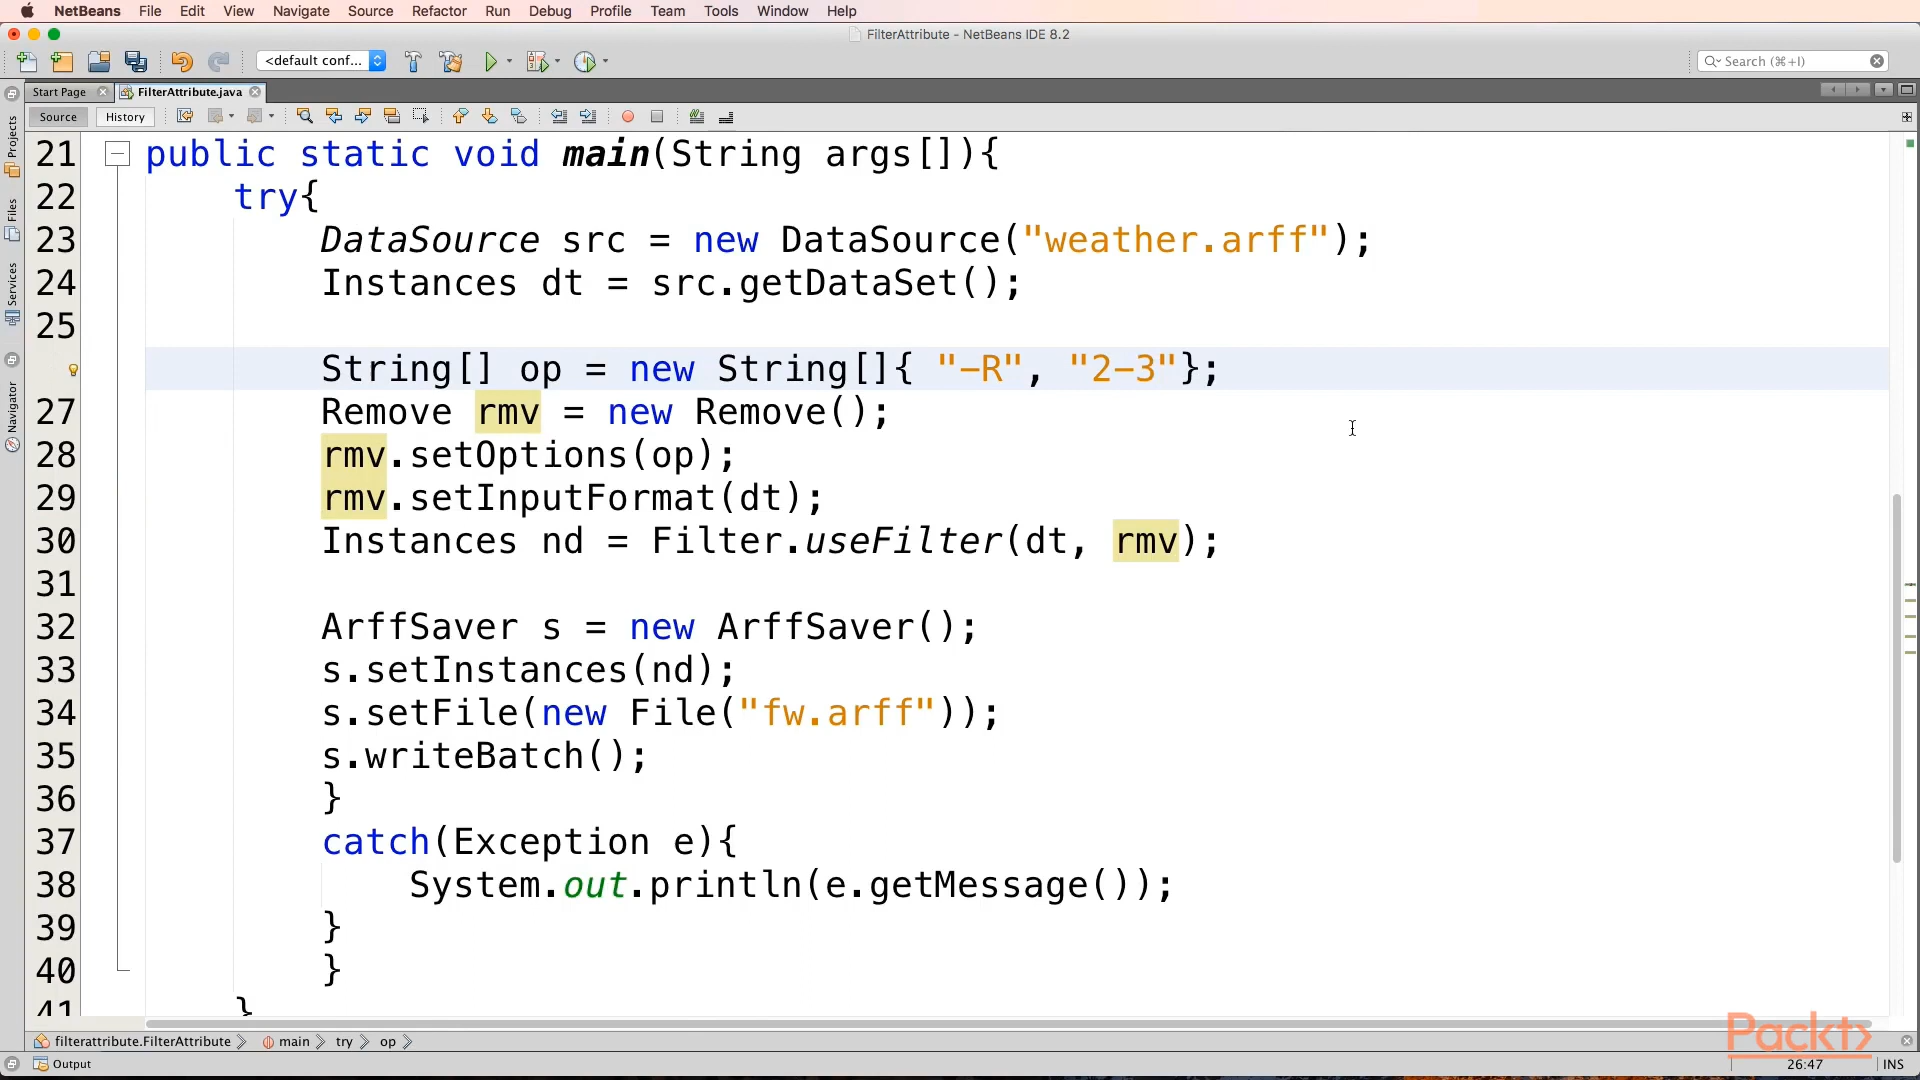 NetBeans File Edit View Navigate Source Refactor Run Debug Profile Team Tools Window Help
FilterAttribute - NetBeans IDE 8.2
<default conf...
Search (⌘+I)
Start Page
FilterAttribute.java
Source
History
Projects
Files
Services
Navigator
21 public static void main(String args[]){
22 try{
23 DataSource src = new DataSource("weather.arff");
24 Instances dt = src.getDataSet();
25
String[] op = new String[]{ "-R", "2-3"};
27 Remove rmv = new Remove();
28 rmv.setOptions(op);
29 rmv.setInputFormat(dt);
30 Instances nd = Filter.useFilter(dt, rmv);
31
32 ArffSaver s = new ArffSaver();
33 s.setInstances(nd);
34 s.setFile(new File("fw.arff"));
35 s.writeBatch();
36 }
37 catch(Exception e){
38 System.out.println(e.getMessage());
39 }
40 }
41 }
filterattribute.FilterAttribute main try op
Packt>
Output
26:47 INS